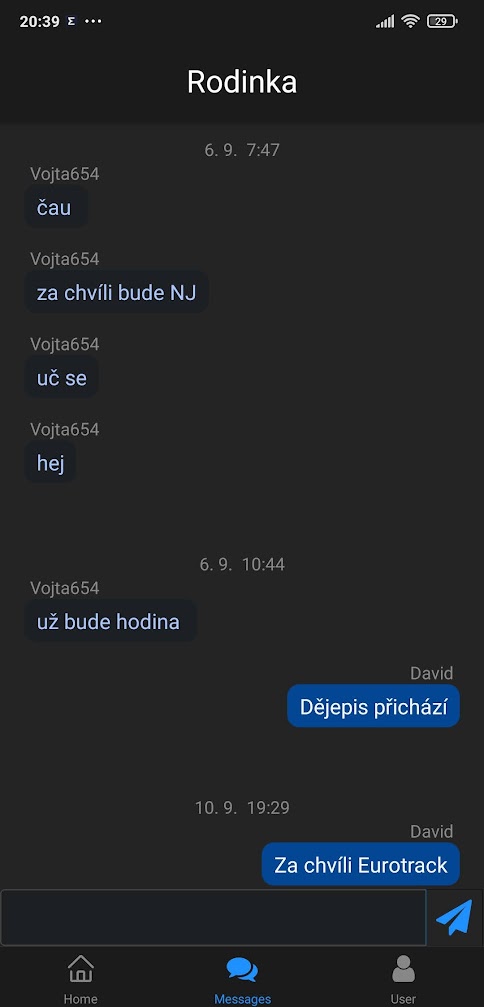 20:39 Σ ...
29
Rodinka
6. 9. 7:47
Vojta654
čau
Vojta654
za chvíli bude NJ
Vojta654
uč se
Vojta654
hej
6. 9. 10:44
Vojta654
už bude hodina
David
Dějepis přichází
10. 9. 19:29
David
Za chvíli Eurotrack
Home
Messages
User